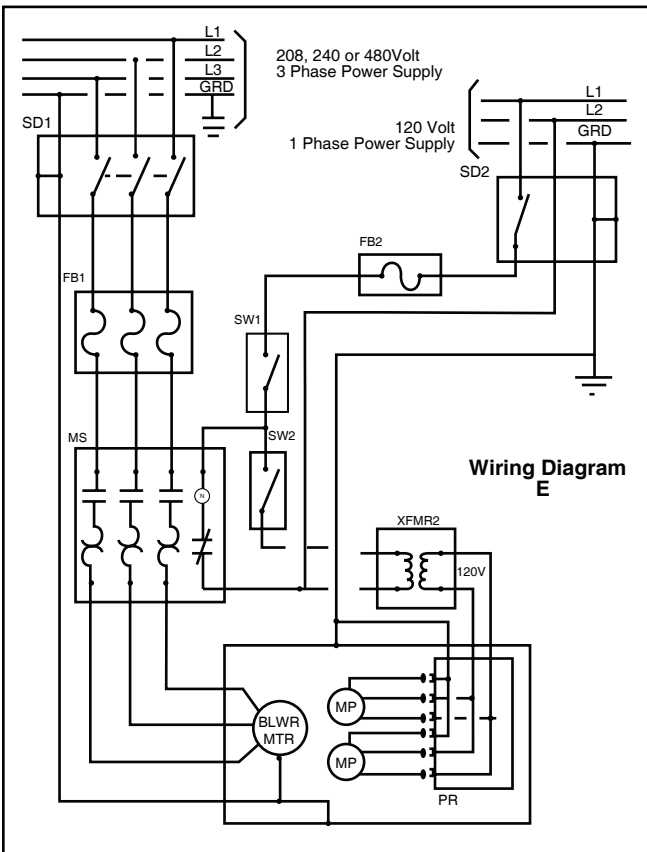 L1
L2
L3
GRD
208, 240 or 480Volt
3 Phase Power Supply
SD1
L1
L2
GRD
120 Volt
1 Phase Power Supply
SD2
FB2
FB1
SW1
MS
SW2
N
Wiring Diagram
E
XFMR2
120V
BLWR
MTR
MP
MP
PR